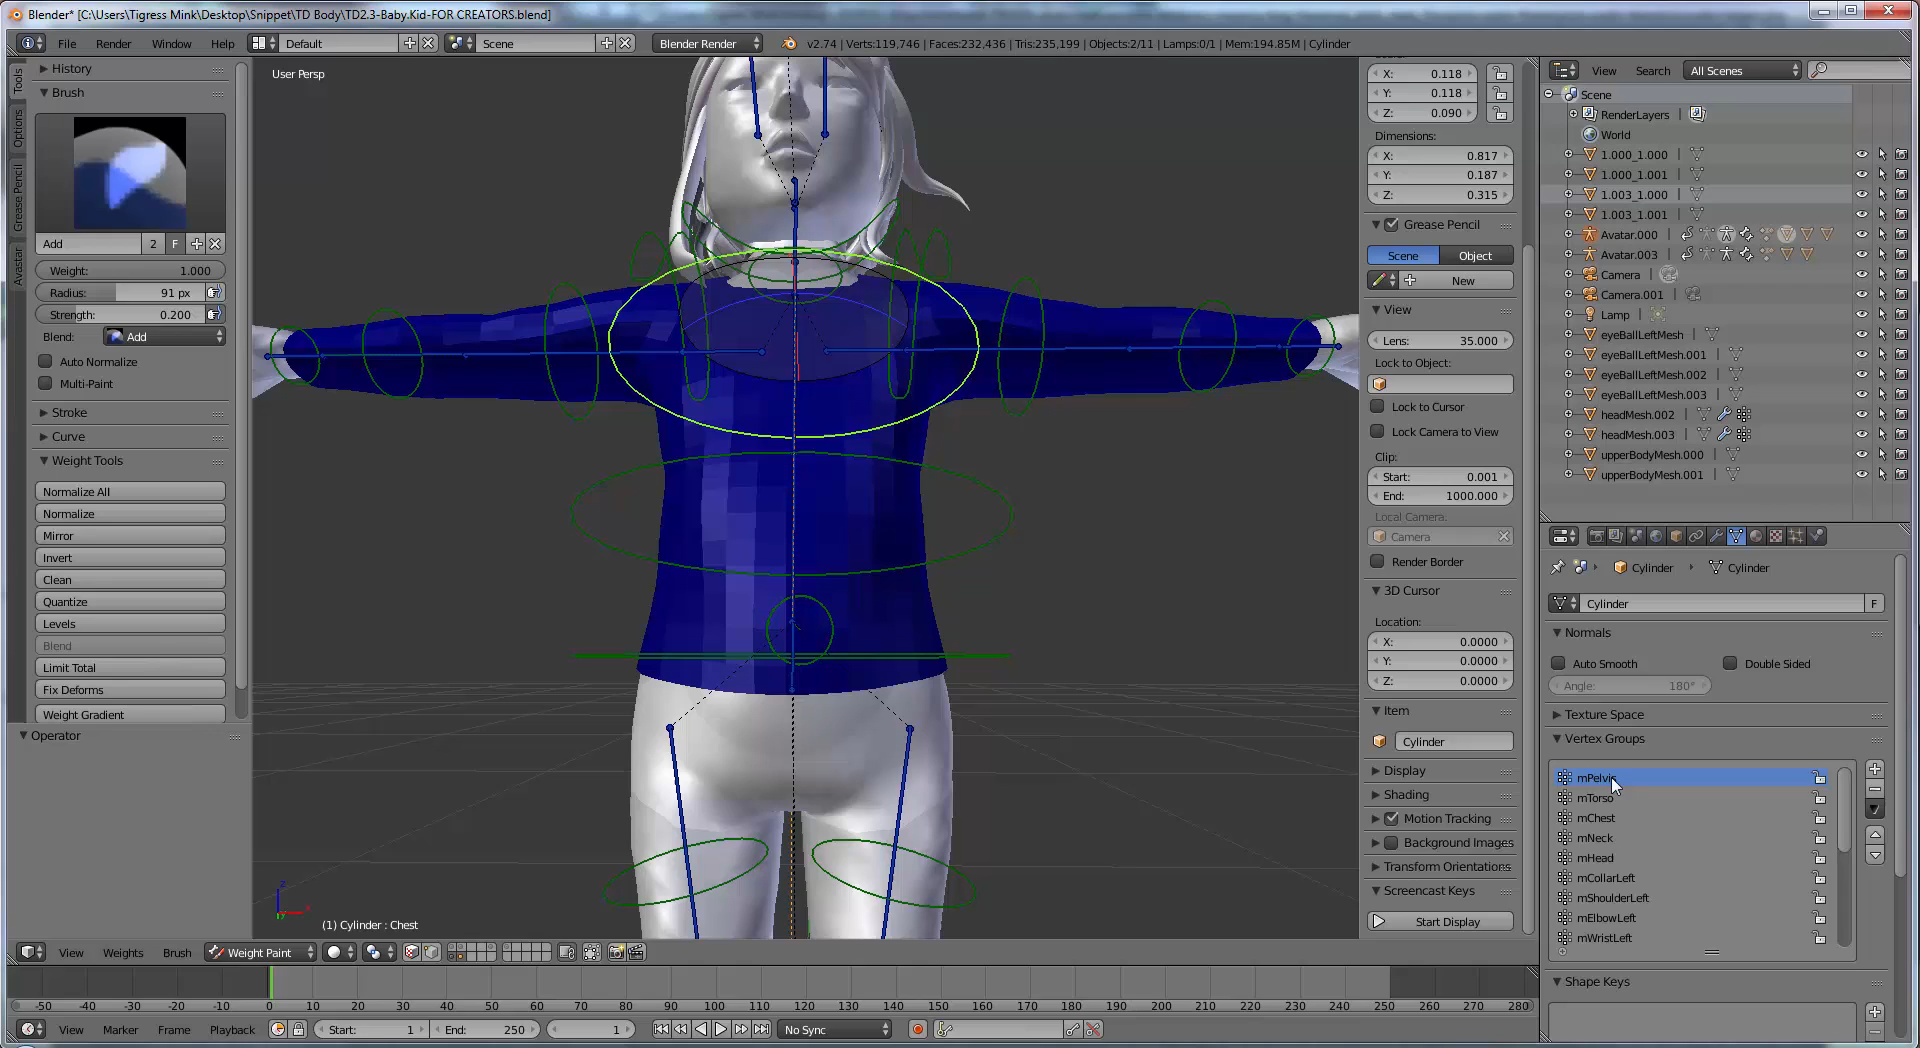 Blender* [C:\Users\Tigress Mink\Desktop\Snippet\TD Body\TD2.3-Baby.Kid-FOR CREATORS.blend]
File Render Window Help Default Scene Blender Render v2.74 | Verts:119,746 | Faces:232,436 | Tris:235,199 | Objects:2/11 | Lamps:0/1 | Mem:194.85M | Cylinder
Tools
Options
Grease Pencil
Avastar
History
Brush
Add 2 F
Weight: 1.000
Radius: 91 px
Strength: 0.200
Blend: Add
Auto Normalize
Multi-Paint
Stroke
Curve
Weight Tools
Normalize All
Normalize
Mirror
Invert
Clean
Quantize
Levels
Blend
Limit Total
Fix Deforms
Weight Gradient
Operator
User Persp
(1) Cylinder : Chest
X: 0.118
Y: 0.118
Z: 0.090
Dimensions:
X: 0.817
Y: 0.187
Z: 0.315
Grease Pencil
Scene Object
New
View
Lens: 35.000
Lock to Object:
Lock to Cursor
Lock Camera to View
Clip:
Start: 0.001
End: 1000.000
Local Camera:
Camera
Render Border
3D Cursor
Location:
X: 0.0000
Y: 0.0000
Z: 0.0000
Item
Cylinder
Display
Shading
Motion Tracking
Background Images
Transform Orientations
Screencast Keys
Start Display
View Search All Scenes
Scene
RenderLayers
World
1.000_1.000
1.000_1.001
1.003_1.000
1.003_1.001
Avatar.000
Avatar.003
Camera
Camera.001
Lamp
eyeBallLeftMesh
eyeBallLeftMesh.001
eyeBallLeftMesh.002
eyeBallLeftMesh.003
headMesh.002
headMesh.003
upperBodyMesh.000
upperBodyMesh.001
Cylinder Cylinder
Cylinder F
Normals
Auto Smooth Double Sided
Angle: 180°
Texture Space
Vertex Groups
mPelvis
mTorso
mChest
mNeck
mHead
mCollarLeft
mShoulderLeft
mElbowLeft
mWristLeft
Shape Keys
View Weights Brush Weight Paint
-50 -40 -30 -20 -10 0 10 20 30 40 50 60 70 80 90 100 110 120 130 140 150 160 170 180 190 200 210 220 230 240 250 260 270 280
View Marker Frame Playback Start: 1 End: 250 1 No Sync